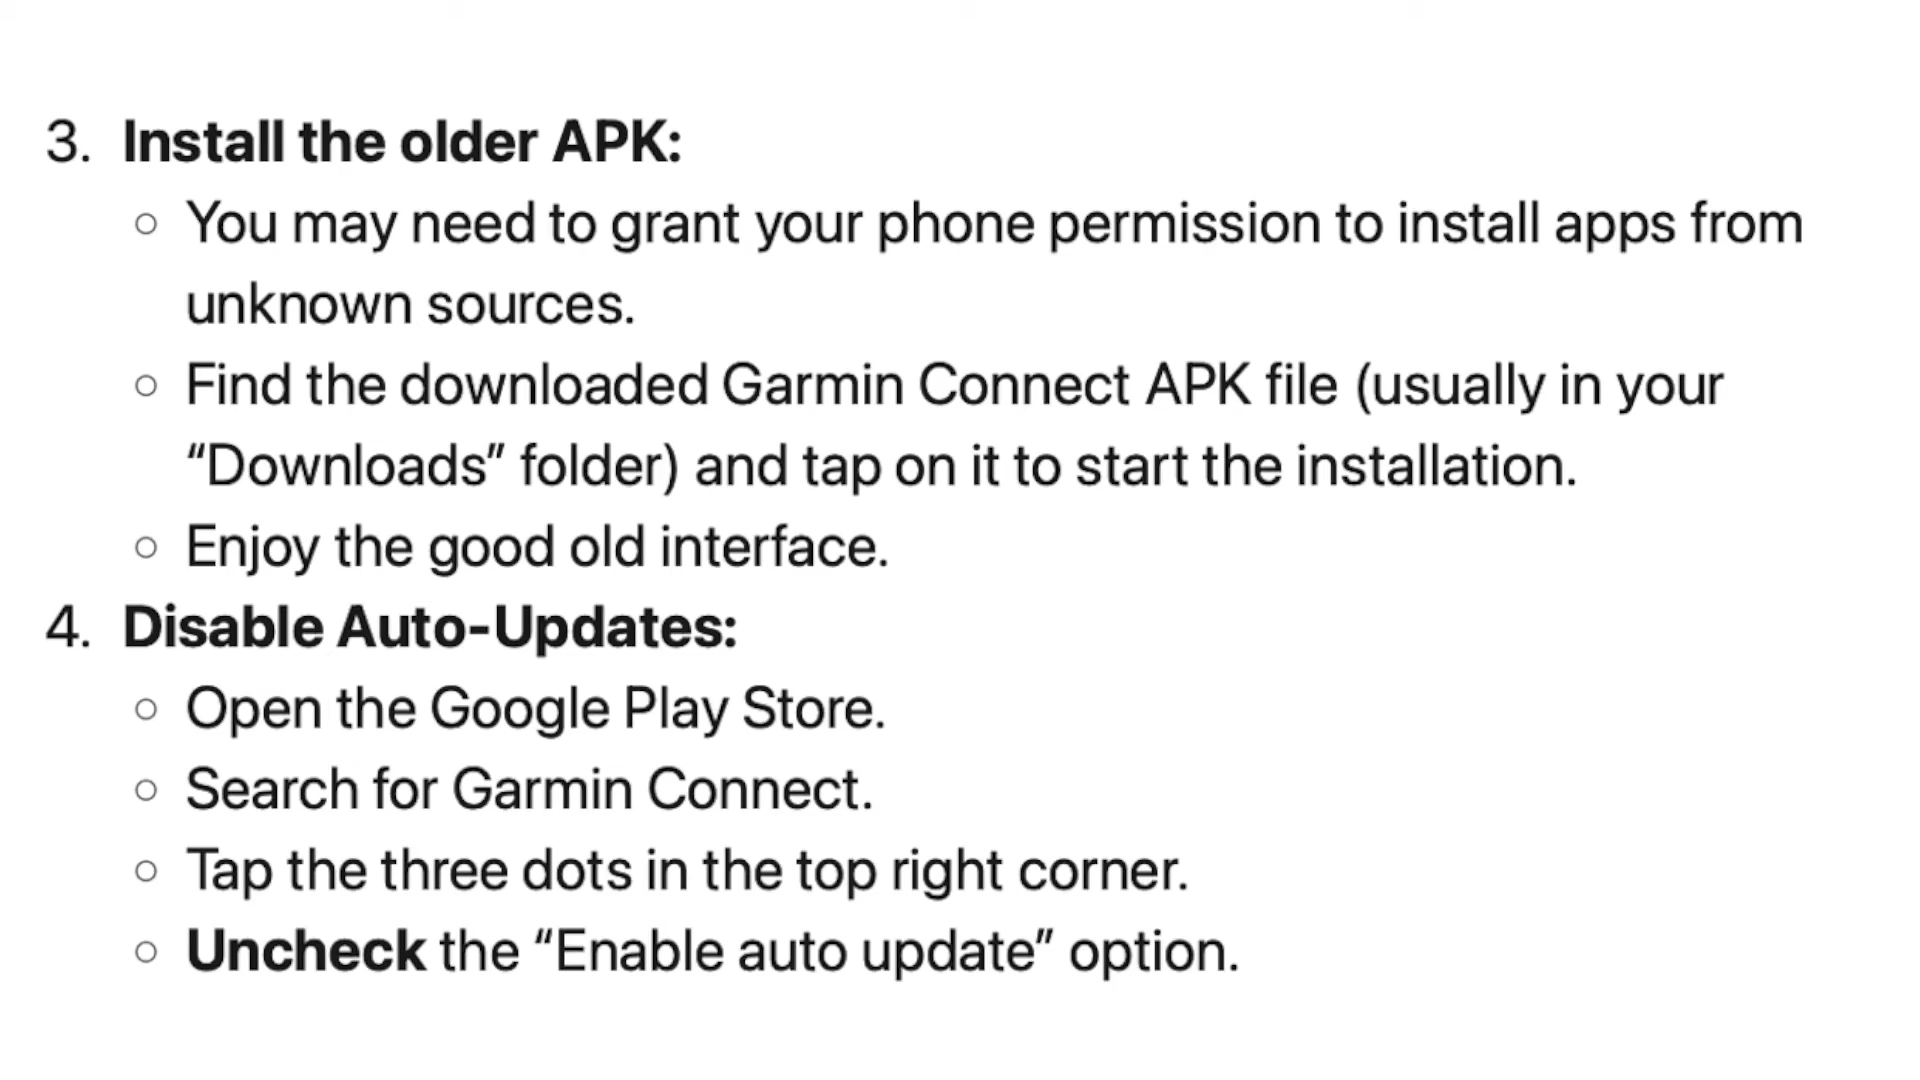 3. Install the older APK:
○ You may need to grant your phone permission to install apps from
unknown sources.
○ Find the downloaded Garmin Connect APK file (usually in your
“Downloads” folder) and tap on it to start the installation.
○ Enjoy the good old interface.
4. Disable Auto-Updates:
○ Open the Google Play Store.
○ Search for Garmin Connect.
○ Tap the three dots in the top right corner.
○ Uncheck the “Enable auto update” option.